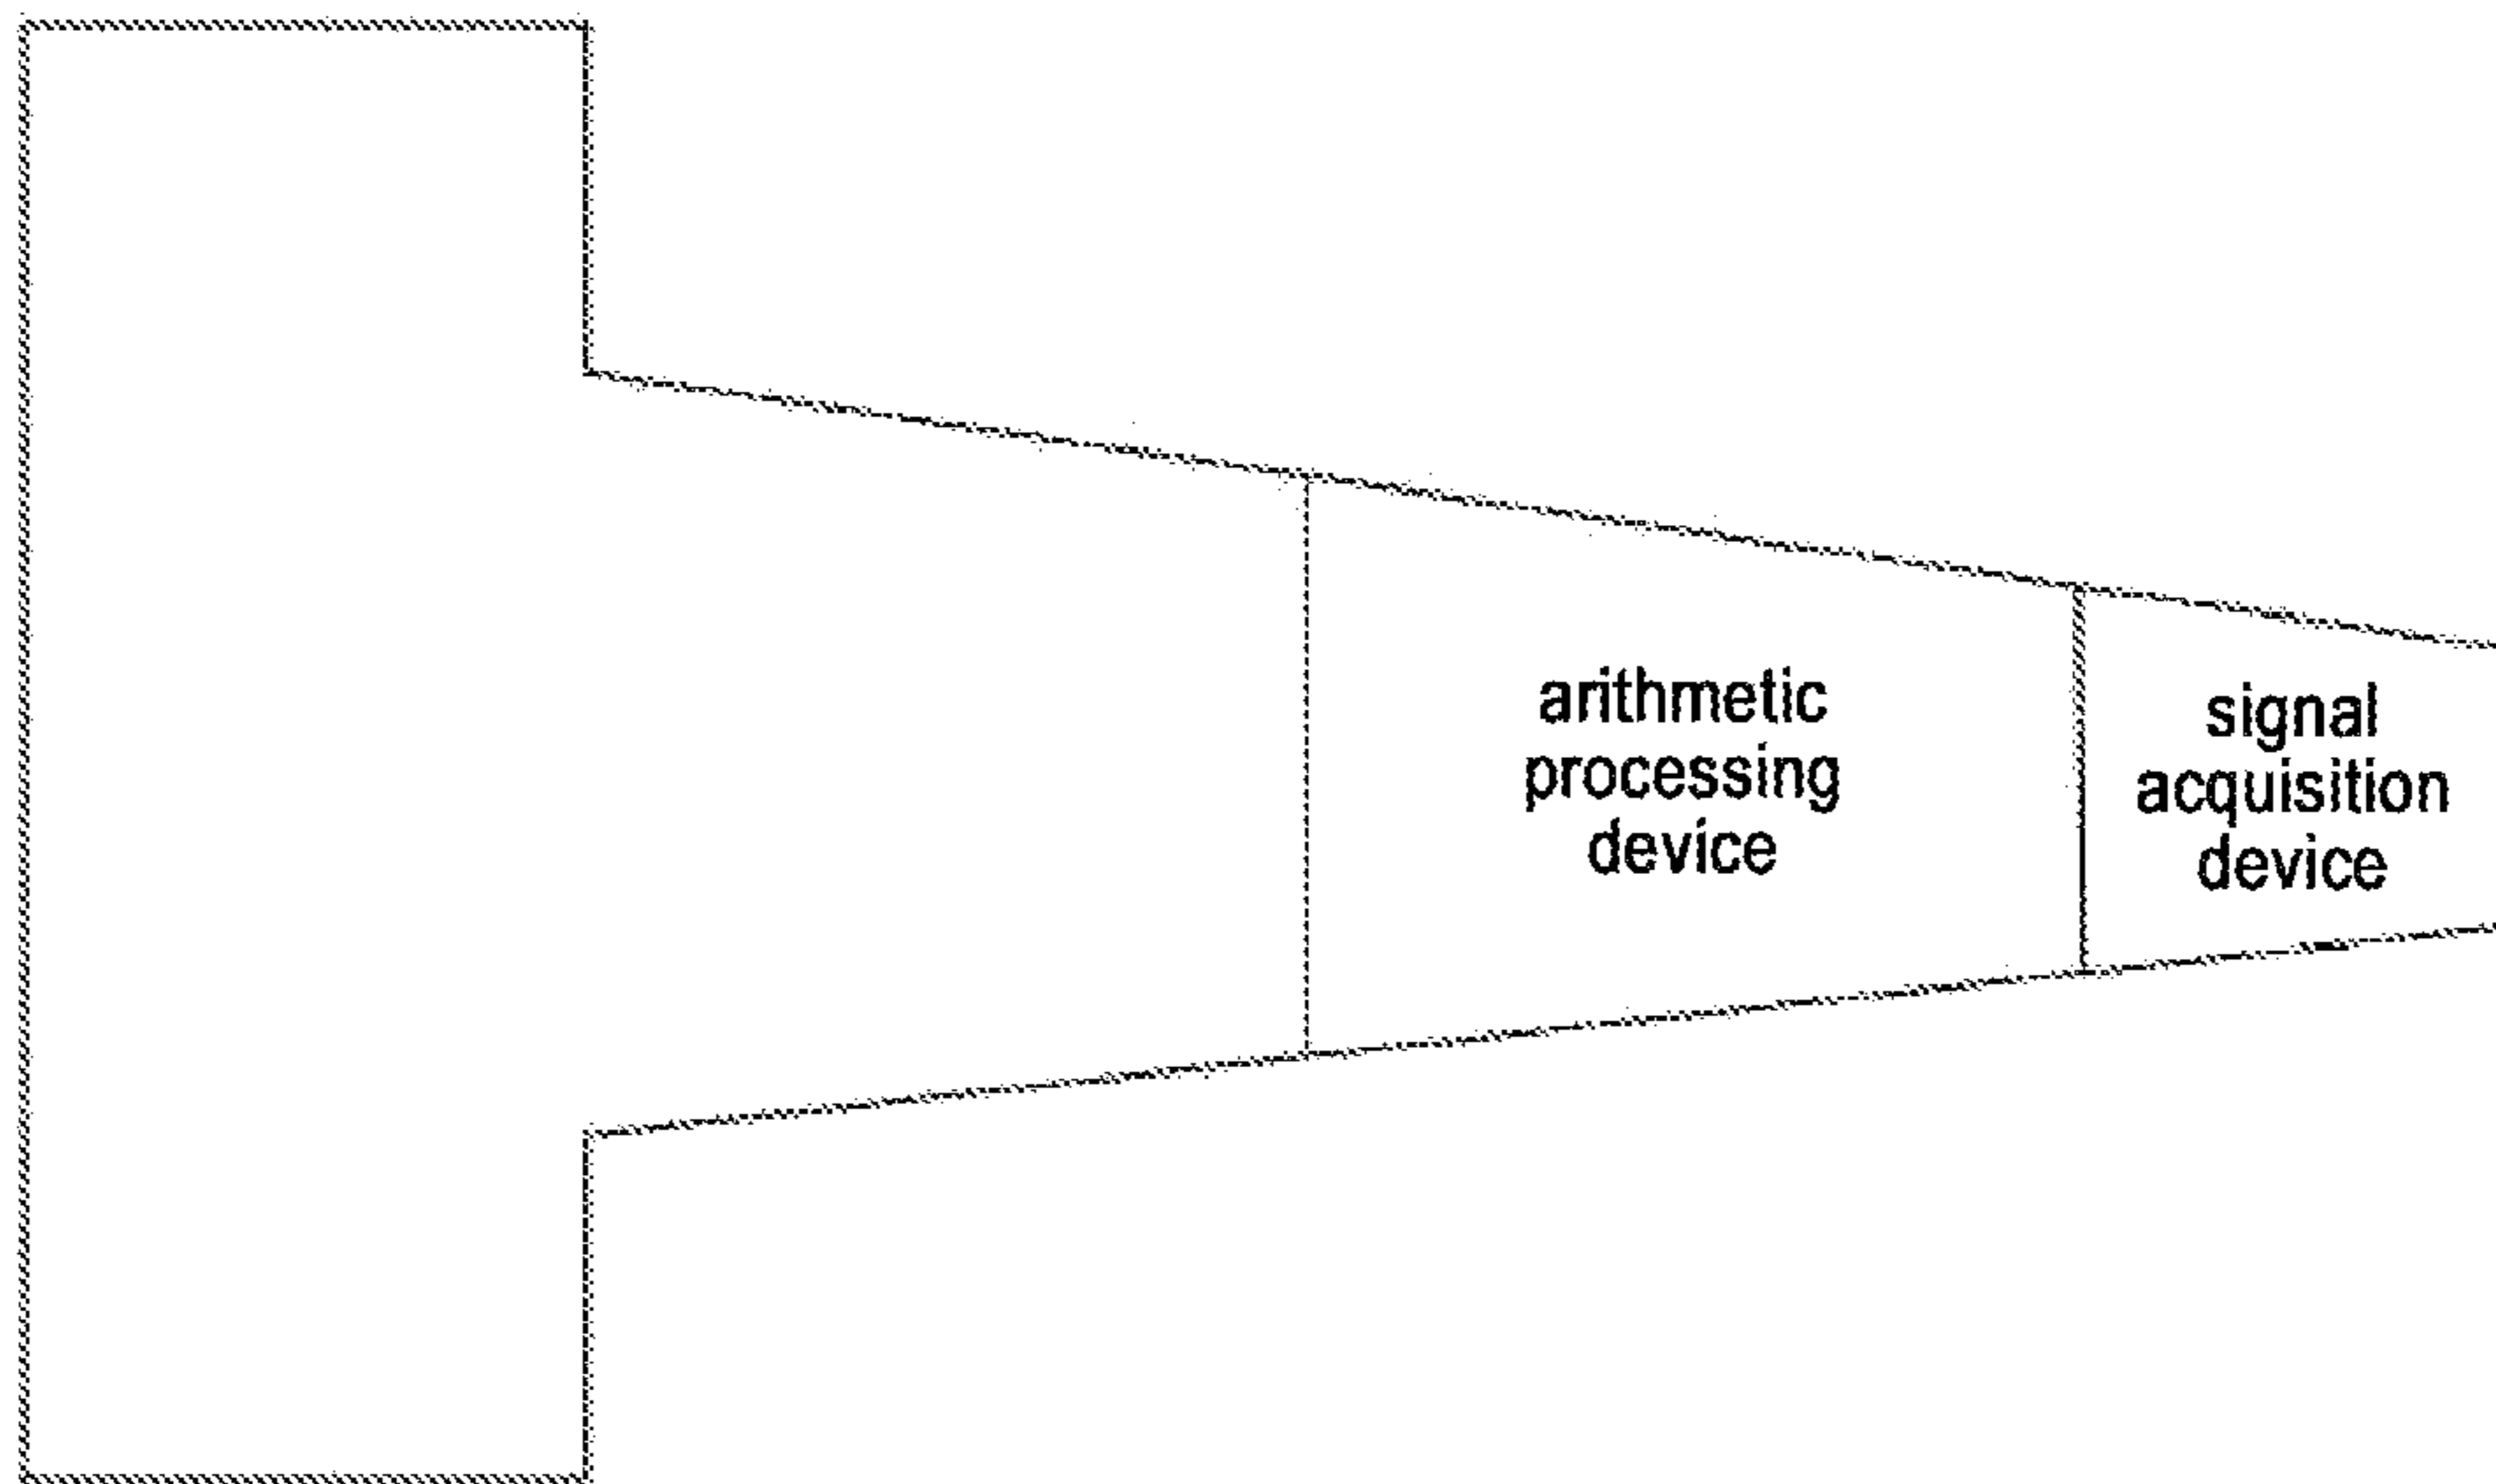 arithmetic
processing
device
signal
acquisition
device